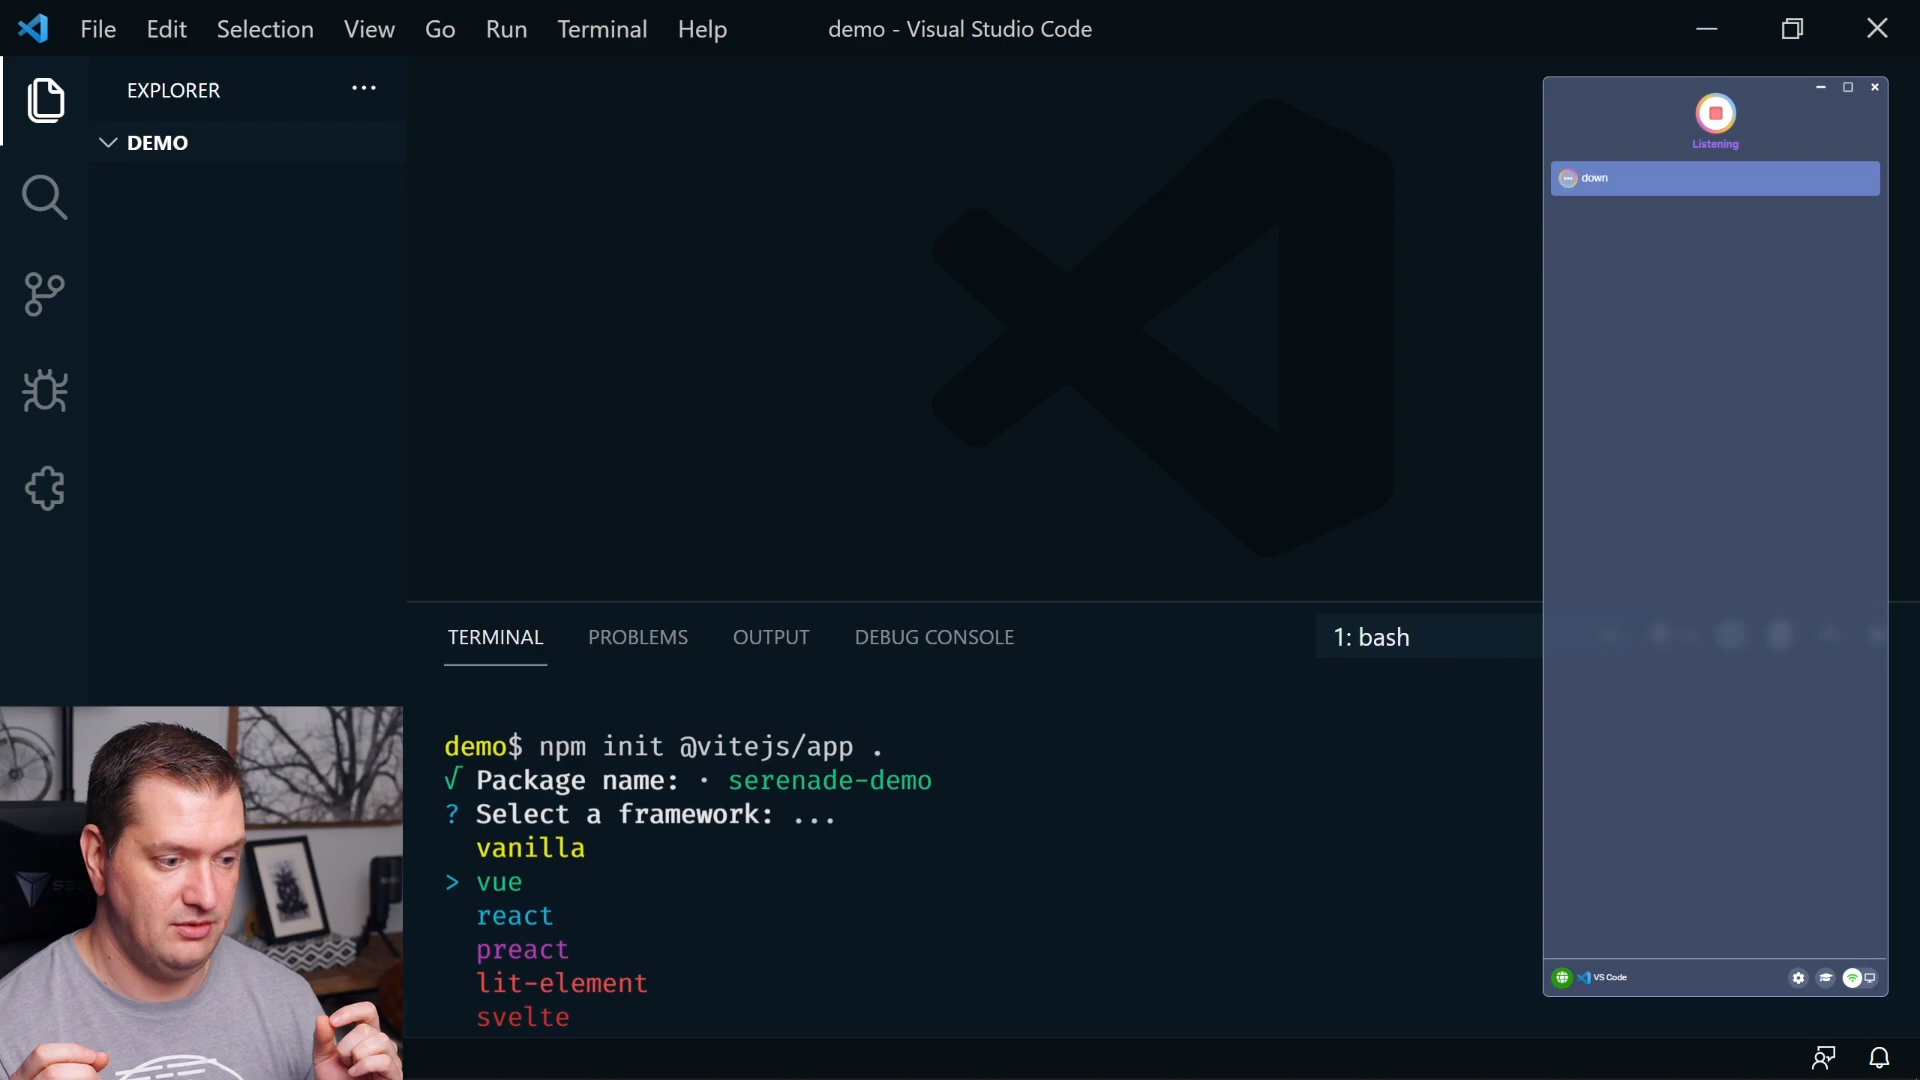 File Edit Selection View Go Run Terminal Help
demo - Visual Studio Code
EXPLORER ...
DEMO
Listening
down
TERMINAL PROBLEMS OUTPUT DEBUG CONSOLE
1: bash
demo$ npm init @vitejs/app .
√ Package name: · serenade-demo
? Select a framework: ...
vanilla
> vue
react
preact
lit-element
svelte
VS Code